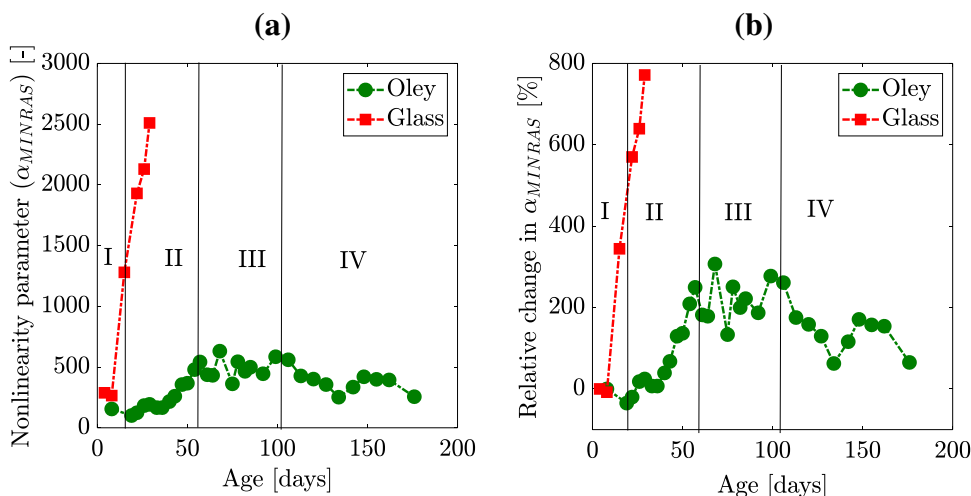 (a)
Nonlinearity parameter (α_MINRAS) [-]
3000
2500
2000
1500
1000
500
0
0
50
100
150
200
Age [days]
Oley
Glass
I
II
III
IV
(b)
Relative change in α_MINRAS [%]
800
600
400
200
0
0
50
100
150
200
Age [days]
Oley
Glass
I
II
III
IV